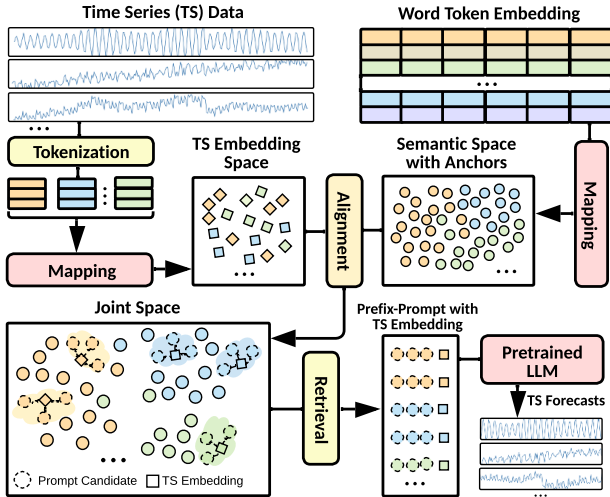 Time Series (TS) Data
Word Token Embedding
...
...
Tokenization
TS Embedding
Space
Semantic Space
with Anchors
Alignment
Mapping
Mapping
...
...
Joint Space
Prefix-Prompt with
TS Embedding
Retrieval
Pretrained
LLM
TS Forecasts
...
Prompt Candidate
TS Embedding
...
...